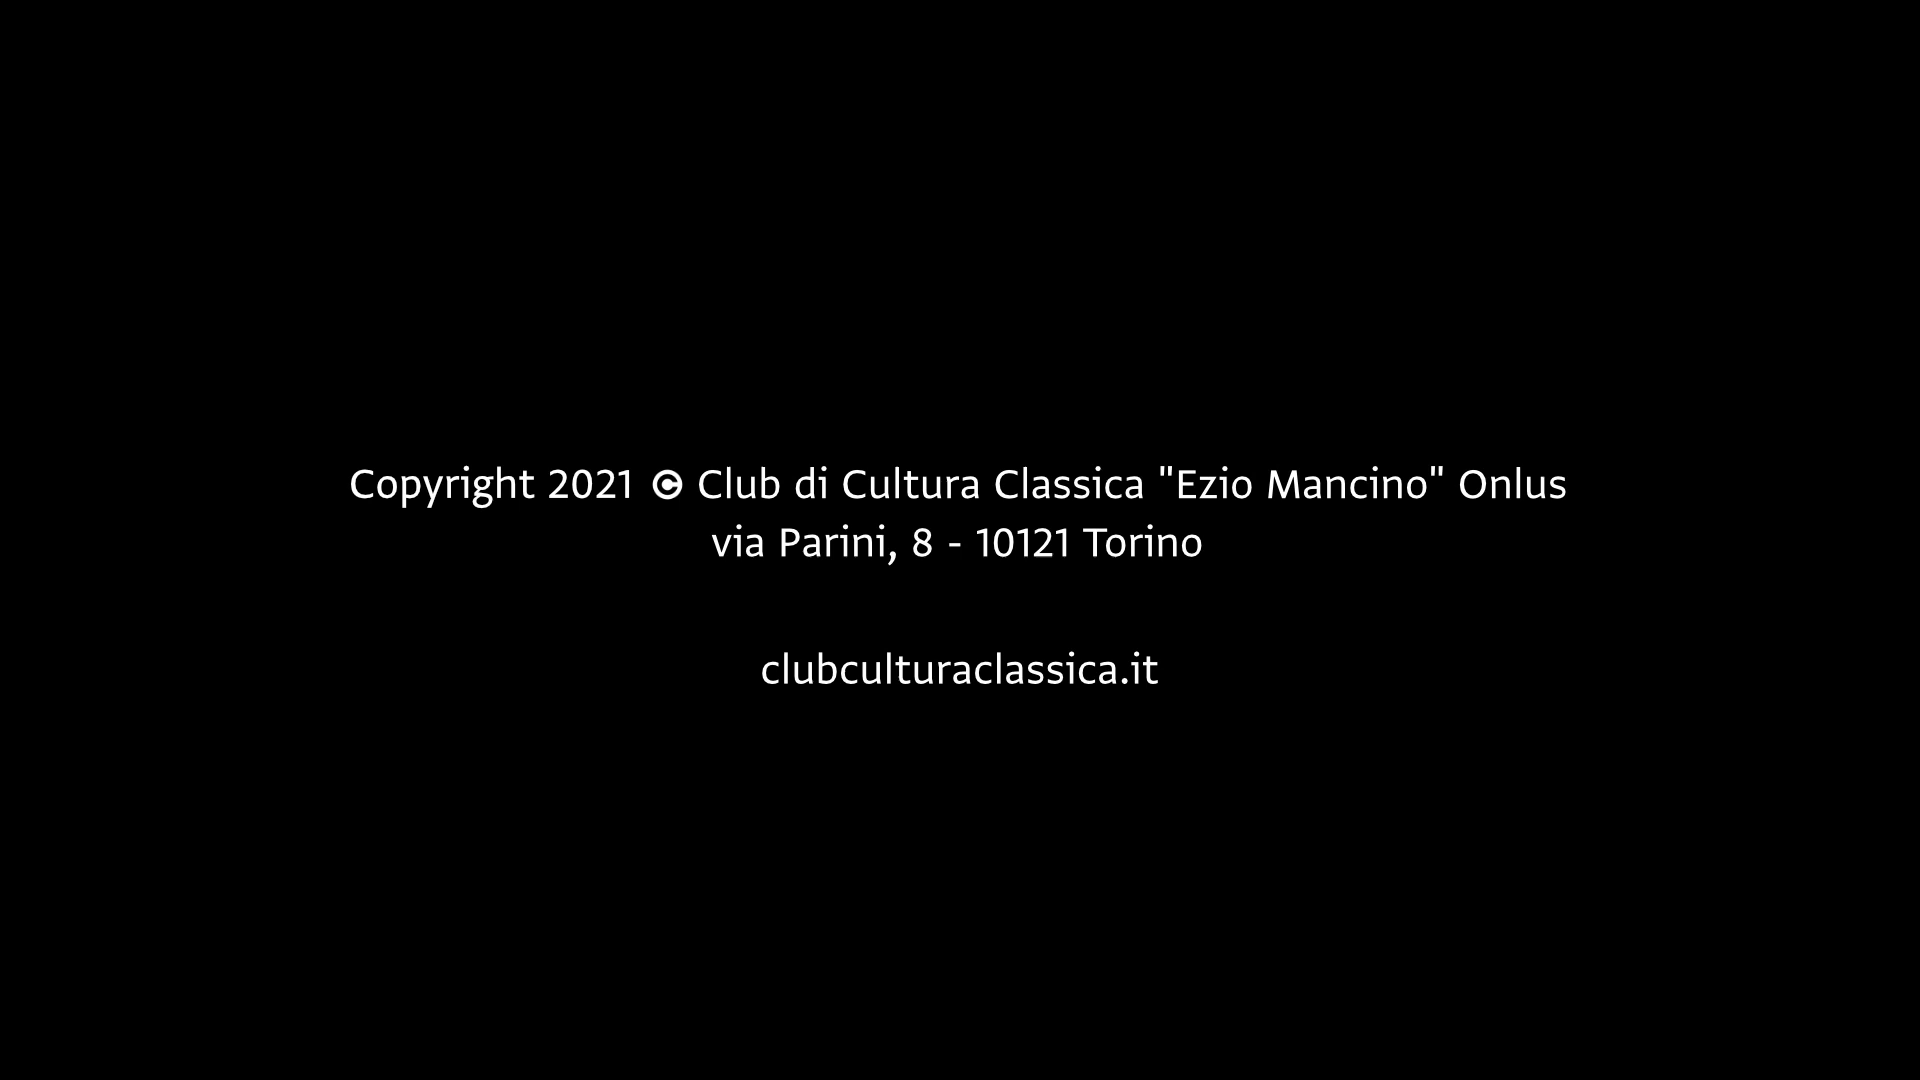 Copyright 2021 © Club di Cultura Classica "Ezio Mancino" Onlus
via Parini, 8 - 10121 Torino
clubculturaclassica.it